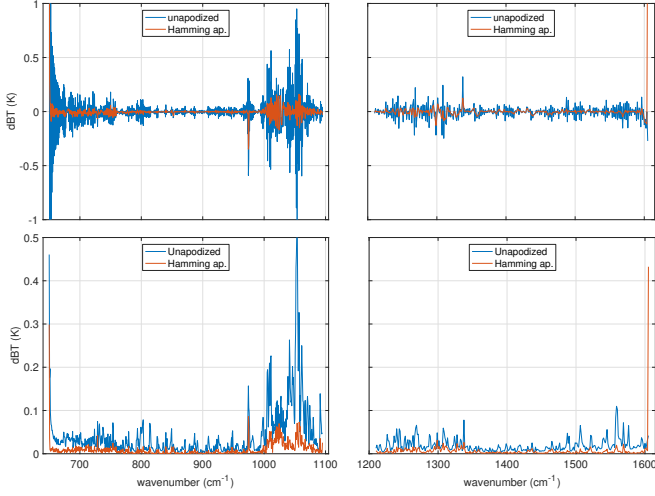 unapodized
Hamming ap.
1
0.5
0
-0.5
-1
dBT (K)
unapodized
Hamming ap.
Unapodized
Hamming ap.
0.5
0.4
0.3
0.2
0.1
0
dBT (K)
700 800 900 1000 1100
wavenumber (cm⁻¹)
Unapodized
Hamming ap.
1200 1300 1400 1500 1600
wavenumber (cm⁻¹)